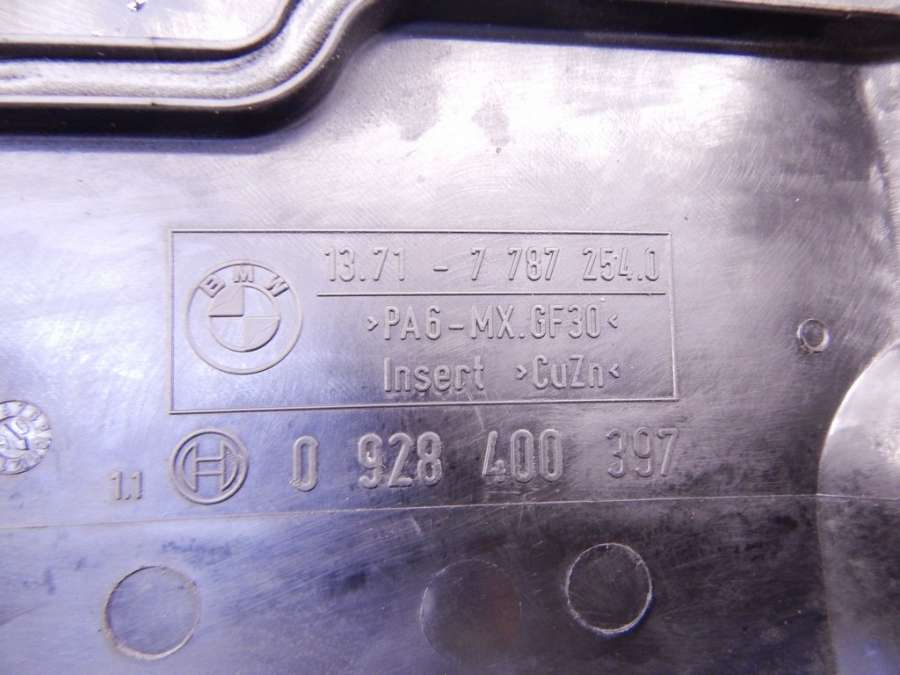 13.71 - 7 787 254.0
BMW
>PA6-MX.GF30<
Insert >CuZn<
1.1 H 0 928 400 397